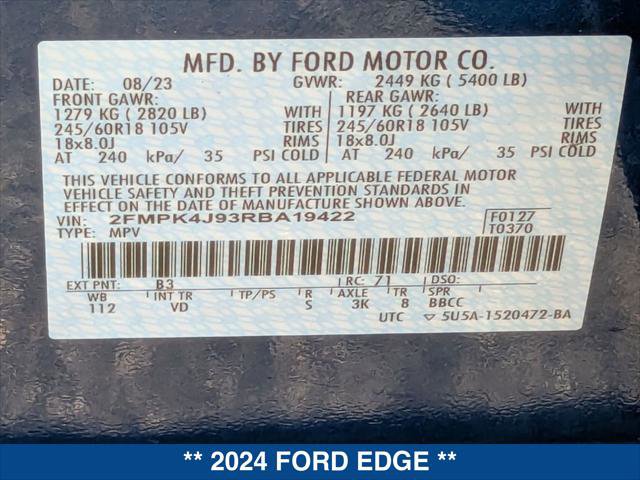 MFD. BY FORD MOTOR CO.
DATE: 08/23 GVWR: 2449 KG ( 5400 LB)
FRONT GAWR: REAR GAWR:
1279 KG ( 2820 LB) WITH 1197 KG ( 2640 LB) WITH
245/60R18 105V TIRES 245/60R18 105V TIRES
18x8.0J RIMS 18x8.0J RIMS
AT 240 kPa/ 35 PSI COLD AT 240 kPa/ 35 PSI COLD
THIS VEHICLE CONFORMS TO ALL APPLICABLE FEDERAL MOTOR
VEHICLE SAFETY AND THEFT PREVENTION STANDARDS IN
EFFECT ON THE DATE OF MANUFACTURE SHOWN ABOVE.
VIN: 2FMPK4J93RBA19422 F0127
TYPE: MPV T0370
EXT PNT: B3 RC: 71 DSO:
WB INT TR TP/PS R AXLE TR SPR
112 VD S 3K 8 BBCC
UTC ▽ 5U5A-1520472-BA
** 2024 FORD EDGE **